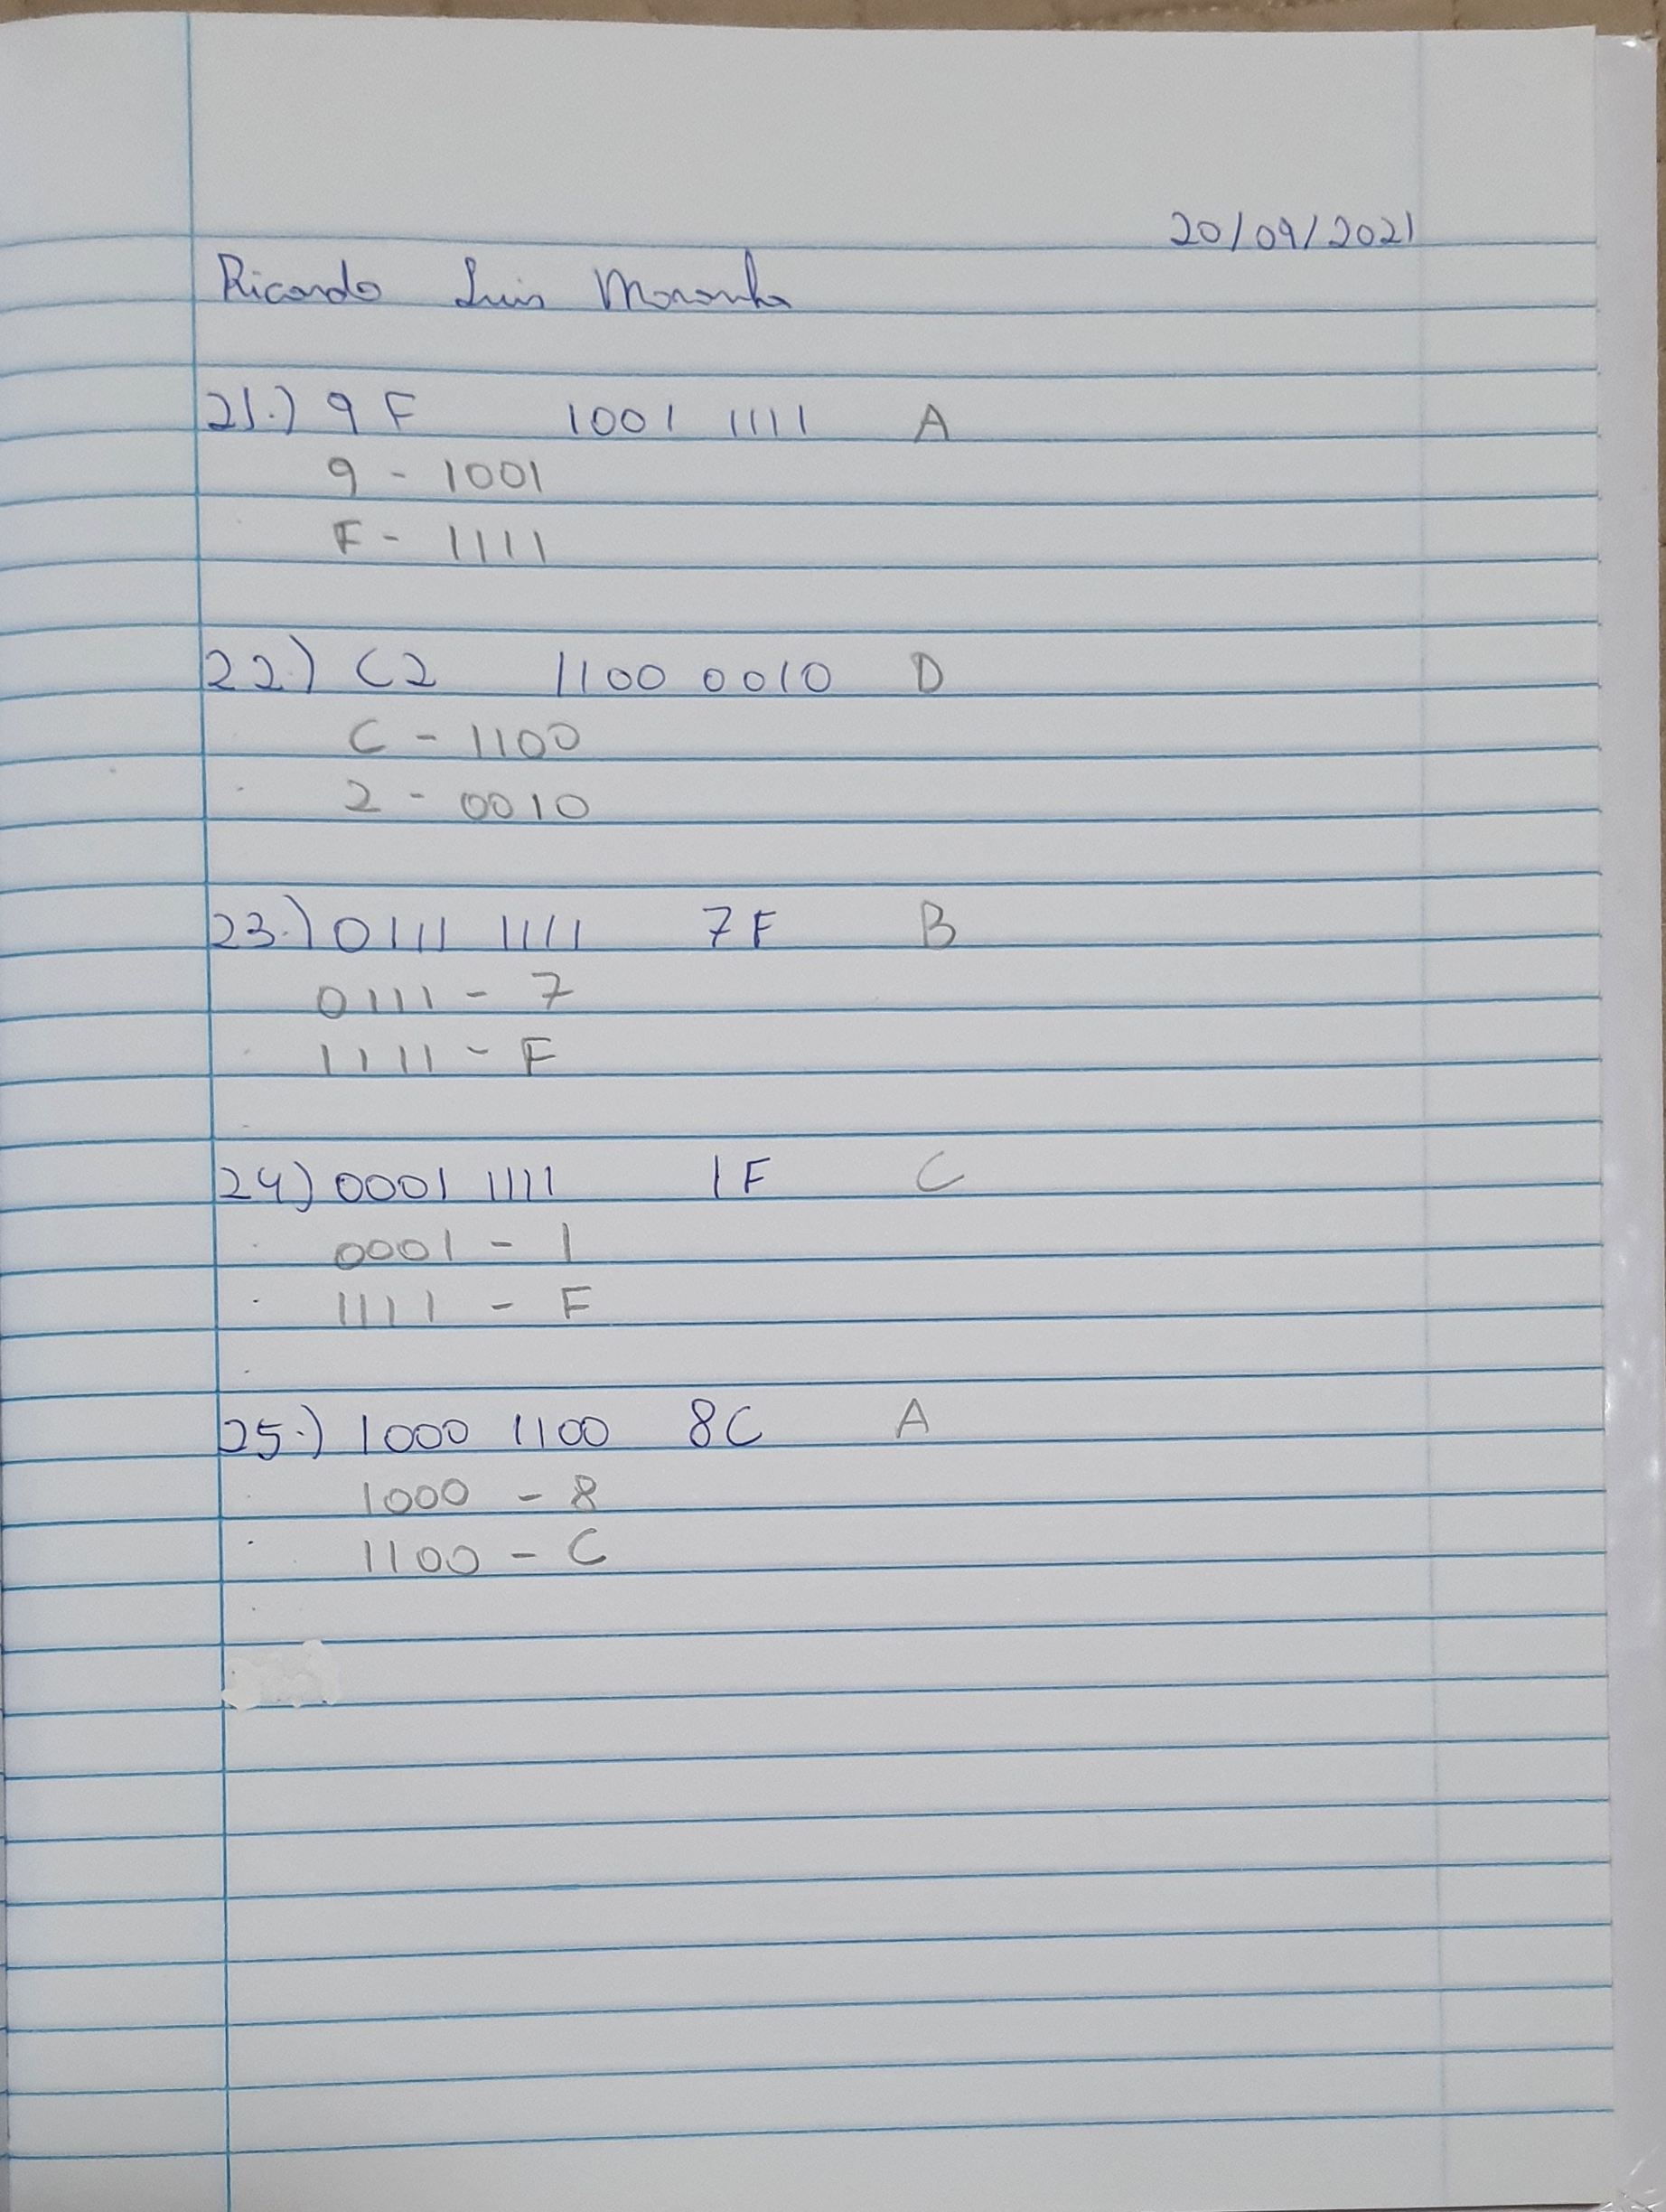 20/09/2021
Ricardo Luis
21.) 9F 1001 1111 A
9 - 1001
F - 1111
22.) C2 1100 0010 D
C - 1100
2 - 0010
23.) 0111 1111 7F B
0111 - 7
1111 - F
24) 0001 1111 1F C
0001 - 1
1111 - F
25.) 1000 1100 8C A
1000 - 8
1100 - C